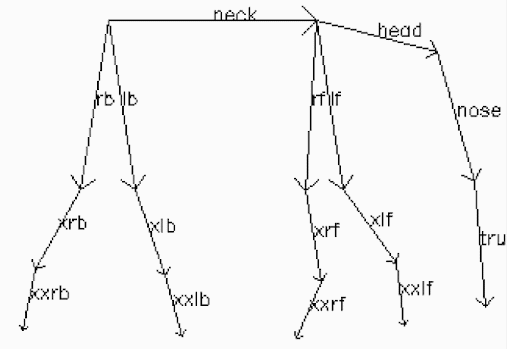 neck
head
rb lb
rf lf
nose
xrb
xlb
xrf
xlf
tru
xxrb
xxlb
xxrf
xxlf